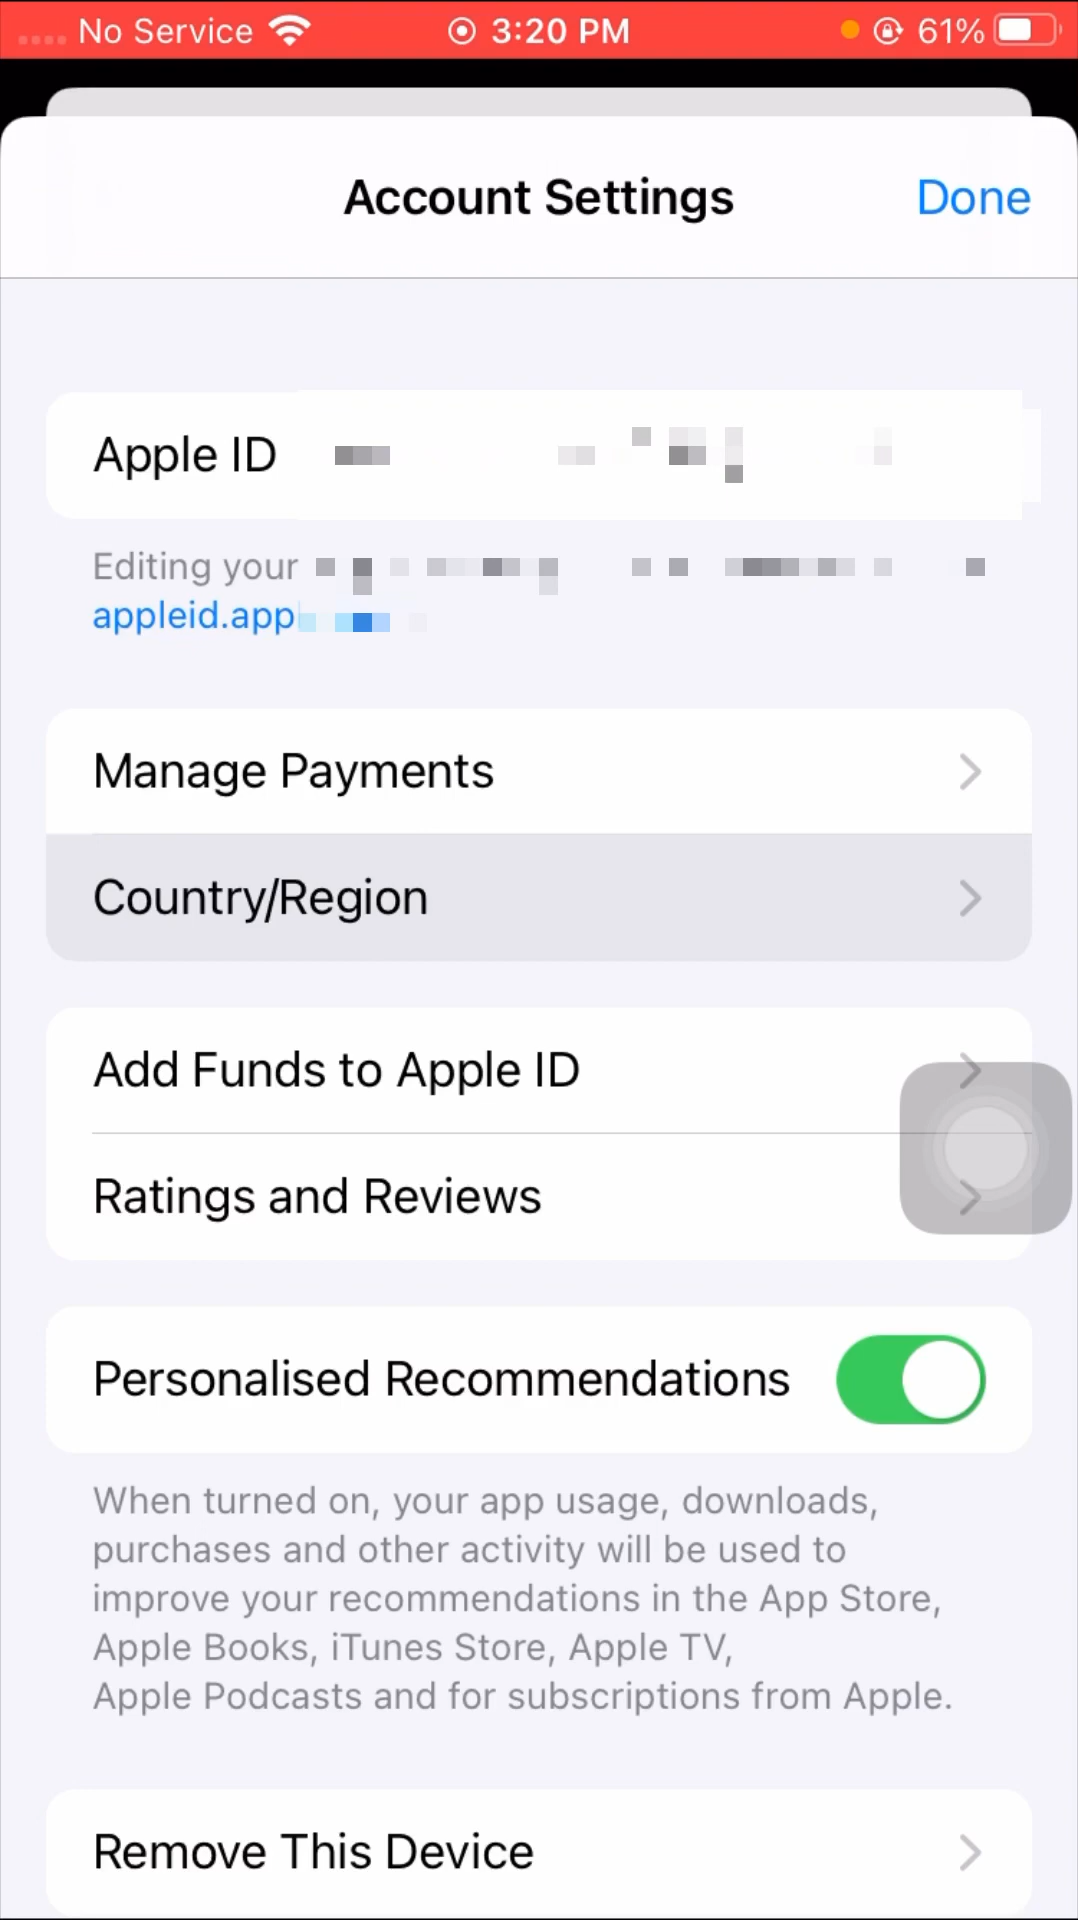 No Service 3:20 PM 61%
Account Settings Done
Apple ID
Editing your
appleid.appl
Manage Payments
Country/Region
Add Funds to Apple ID
Ratings and Reviews
Personalised Recommendations
When turned on, your app usage, downloads,
purchases and other activity will be used to
improve your recommendations in the App Store,
Apple Books, iTunes Store, Apple TV,
Apple Podcasts and for subscriptions from Apple.
Remove This Device